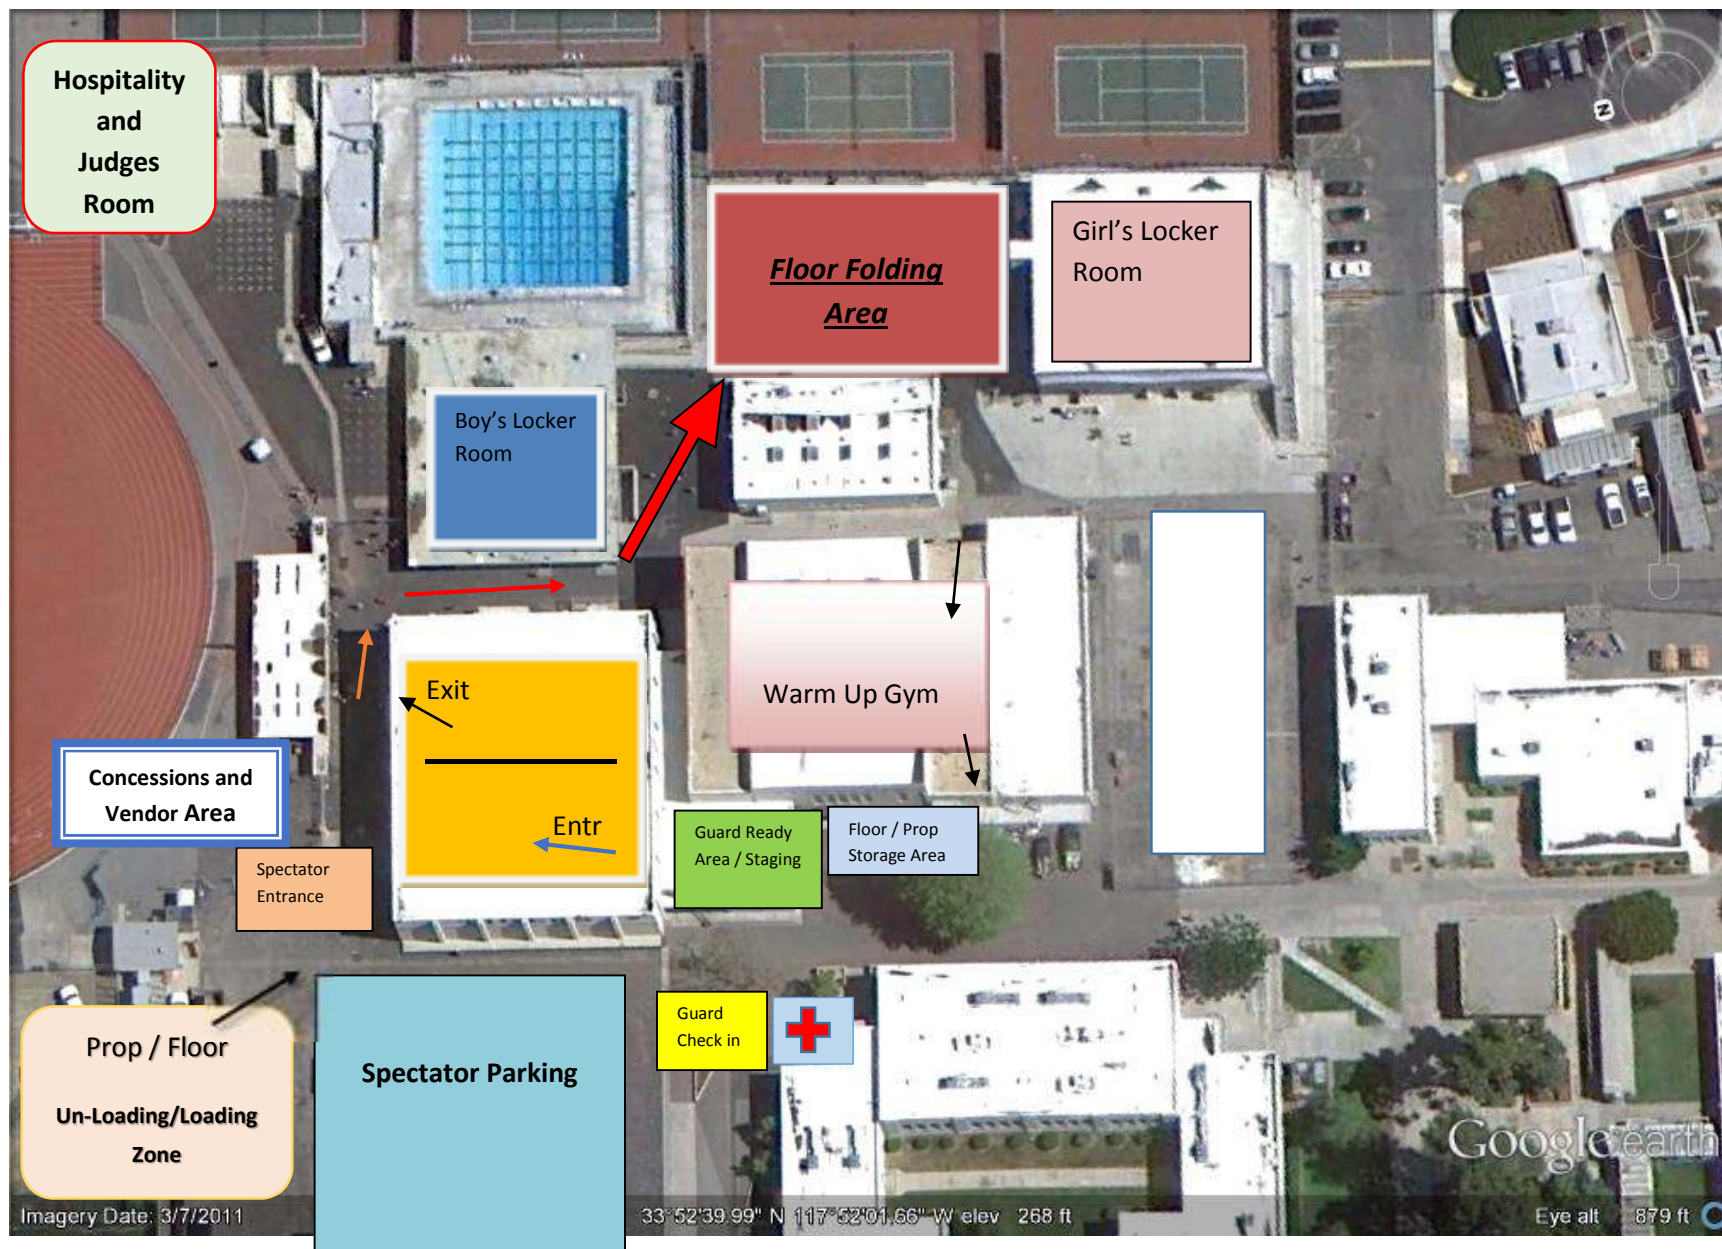 Hospitality
and
Judges
Room
N
Floor Folding
Area
Girl's Locker
Room
Boy's Locker
Room
Exit
Warm Up Gym
Concessions and
Vendor Area
Entr
Guard Ready
Area / Staging
Floor / Prop
Storage Area
Spectator
Entrance
Prop / Floor
Un-Loading/Loading
Zone
Spectator Parking
Guard
Check in
Google earth
Imagery Date: 3/7/2011
33°52'39.99" N 117°52'01.66" W elev 268 ft
Eye alt 879 ft